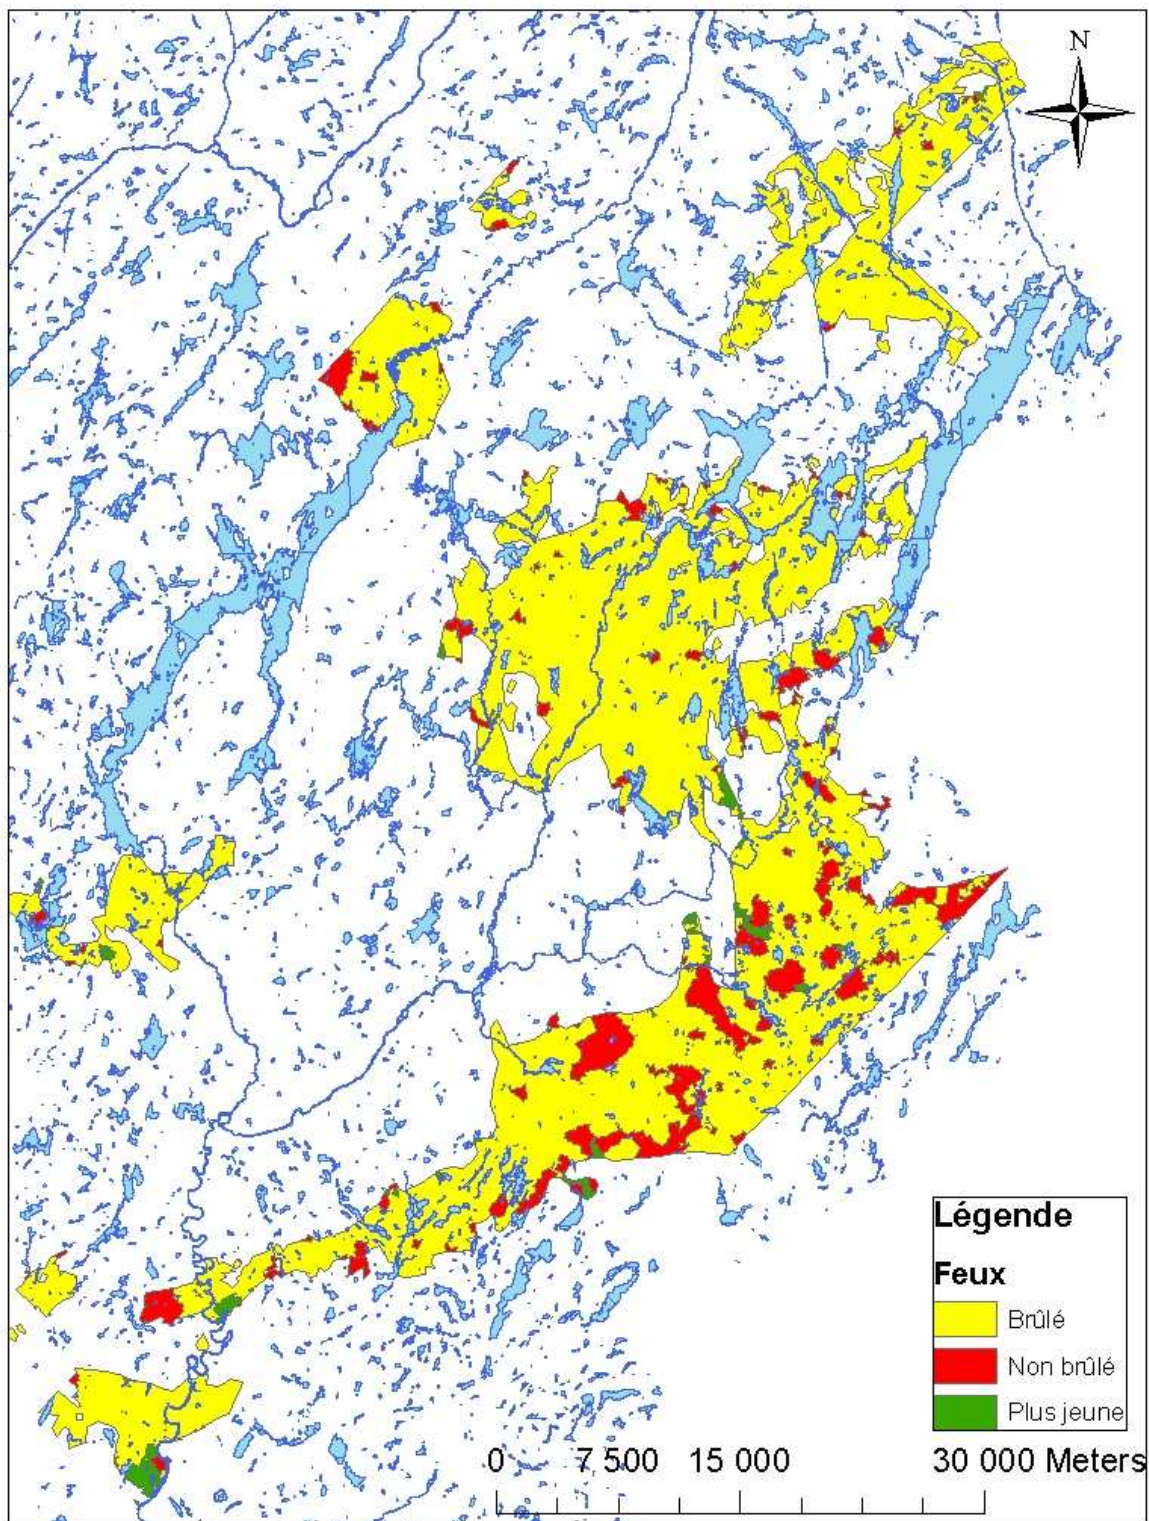 N
Légende
Feux
Brûlé
Non brûlé
Plus jeune
0 7 500 15 000 30 000 Meters